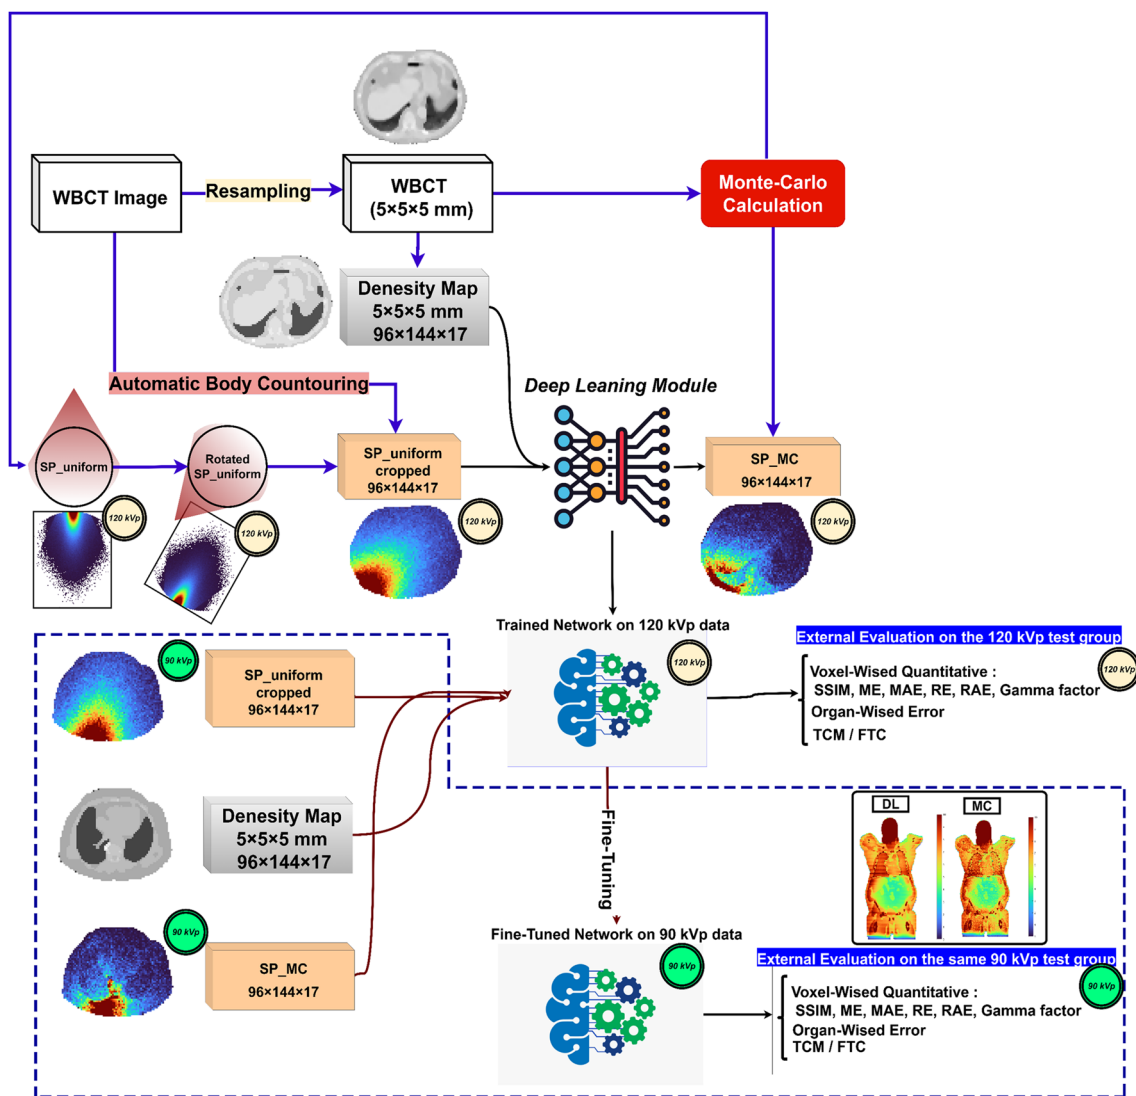 WBCT Image
Resampling
WBCT
(5×5×5 mm)
Monte-Carlo
Calculation
Denesity Map
5×5×5 mm
96×144×17
Automatic Body Countouring
Deep Leaning Module
SP_uniform
Rotated
SP_uniform
SP_uniform
cropped
96×144×17
SP_MC
96×144×17
120 kVp
120 kVp
120 kVp
120 kVp
Trained Network on 120 kVp data
120 kVp
External Evaluation on the 120 kVp test group
Voxel-Wised Quantitative :
SSIM, ME, MAE, RE, RAE, Gamma factor
Organ-Wised Error
TCM / FTC
120 kVp
90 kVp
SP_uniform
cropped
96×144×17
Denesity Map
5×5×5 mm
96×144×17
90 kVp
SP_MC
96×144×17
Fine-Tuning
DL
MC
Fine-Tuned Network on 90 kVp data
90 kVp
External Evaluation on the same 90 kVp test group
Voxel-Wised Quantitative :
SSIM, ME, MAE, RE, RAE, Gamma factor
Organ-Wised Error
TCM / FTC
90 kVp